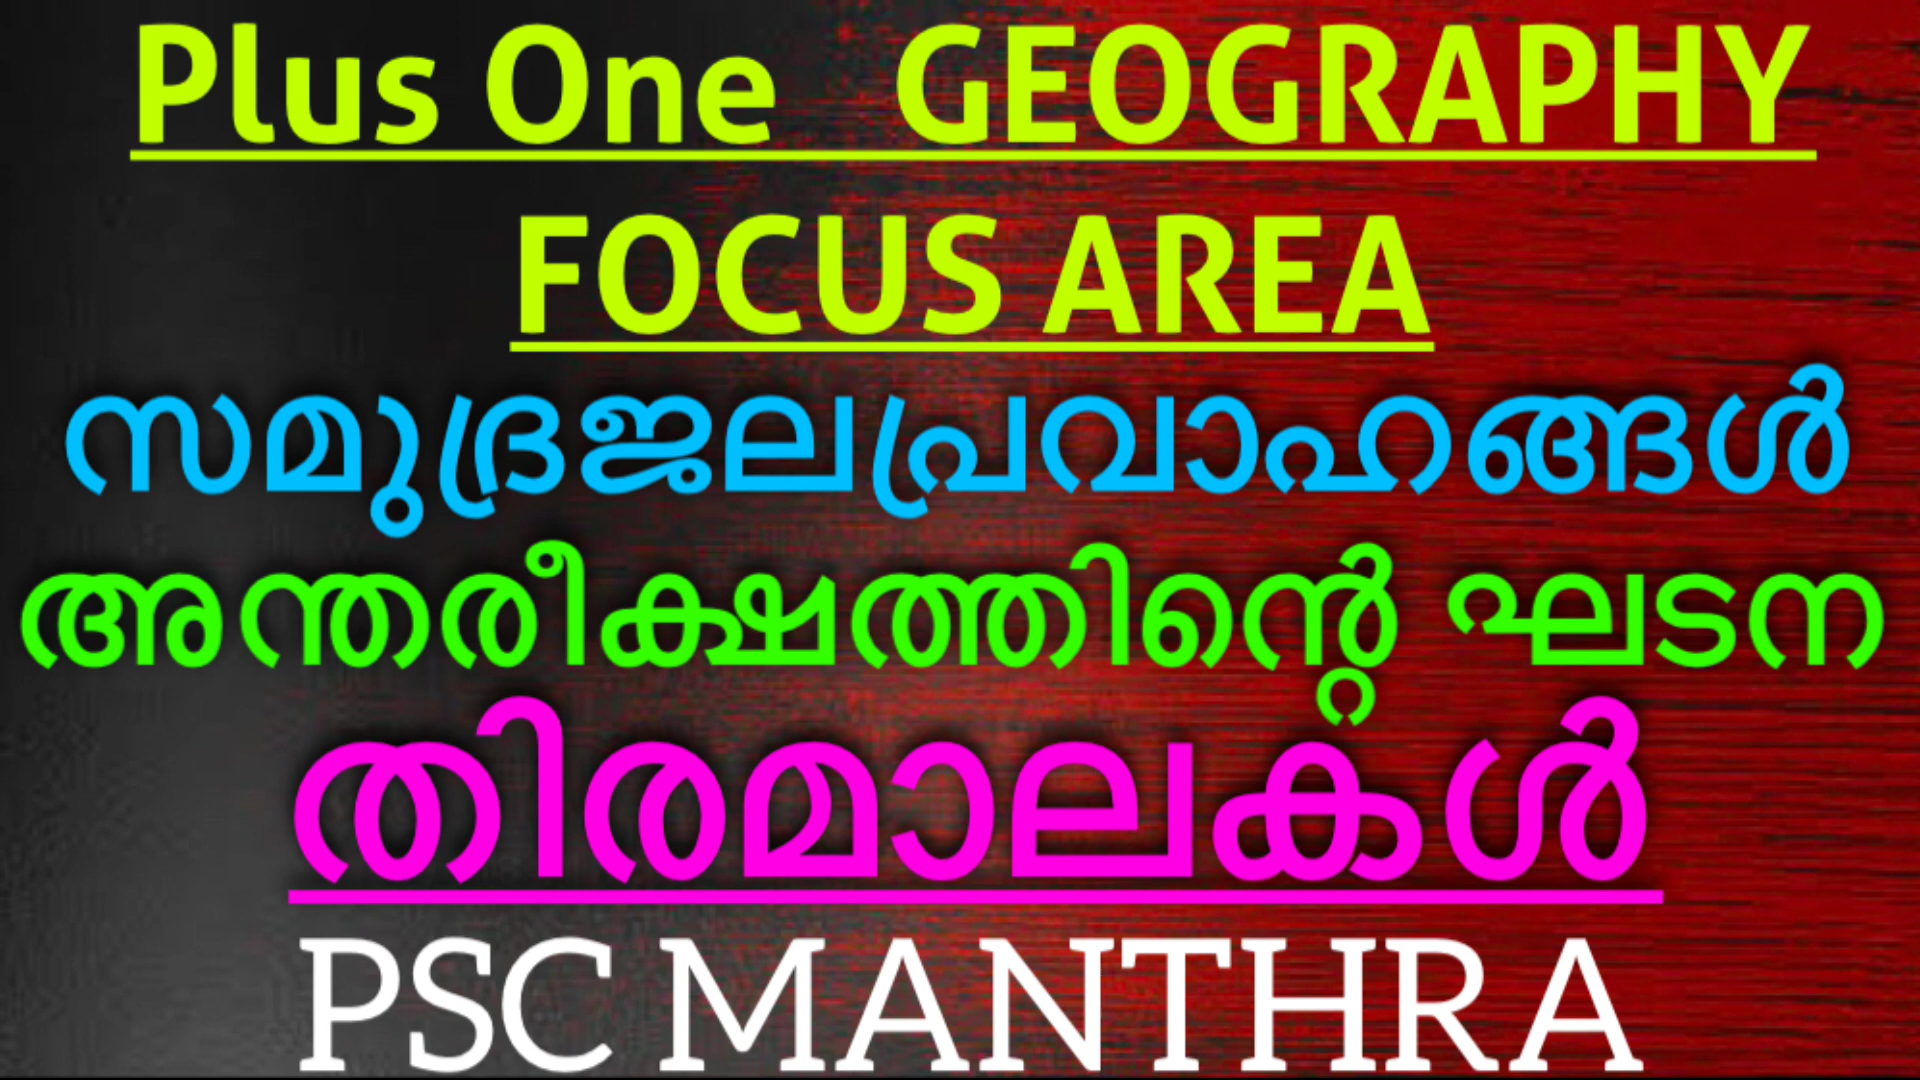 Plus One GEOGRAPHY
FOCUS AREA
സമുദ്രജലപ്രവാഹങ്ങൾ
അന്തരീക്ഷത്തിന്റെ ഘടന
തിരമാലകൾ
PSC MANTHRA